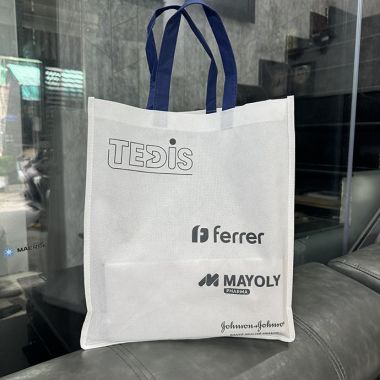 TEDIS
ferrer
MAYOLY
PHARMA
Johnson & Johnson